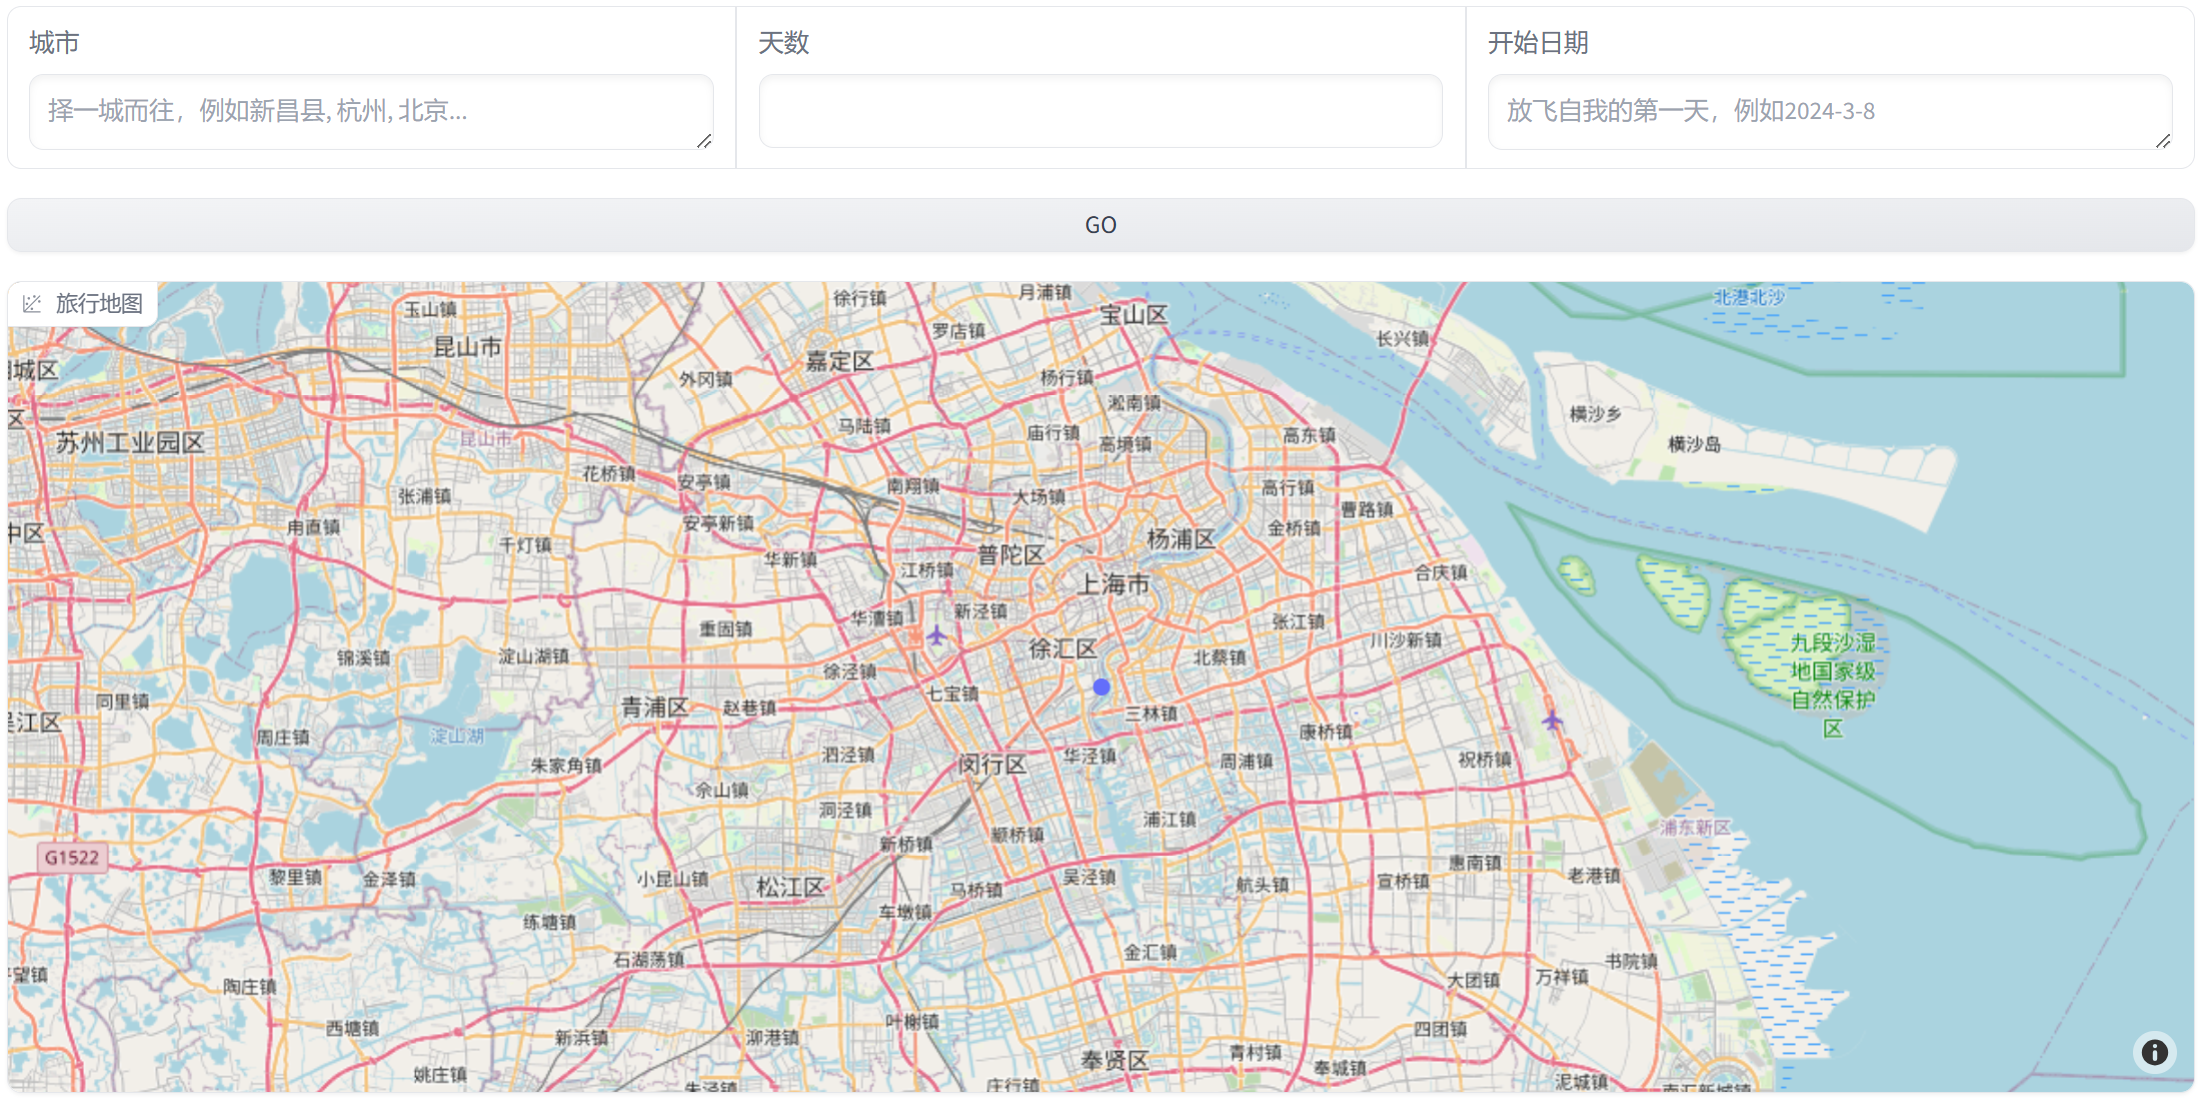 城市
天数
开始日期
择一城而往，例如新昌县, 杭州, 北京...
放飞自我的第一天，例如2024-3-8
GO
旅行地图
玉山镇
徐行镇
月浦镇
北港北沙
昆山市
罗店镇
宝山区
长兴镇
嘉定区
城区
外冈镇
杨行镇
淞南镇
横沙乡
区
苏州工业园区
昆山市
马陆镇
庙行镇
高境镇
高东镇
横沙岛
花桥镇
安亭镇
南翔镇
大场镇
高行镇
张浦镇
曹路镇
甪直镇
安亭新镇
金桥镇
中区
千灯镇
华新镇
普陀区
杨浦区
江桥镇
上海市
合庆镇
华漕镇
新泾镇
张江镇
重固镇
川沙新镇
锦溪镇
淀山湖镇
徐泾镇
徐汇区
北蔡镇
九段沙湿
地国家级
自然保护
区
同里镇
青浦区
赵巷镇
七宝镇
三林镇
江区
周庄镇
淀山湖
康桥镇
朱家角镇
泗泾镇
闵行区
华泾镇
周浦镇
祝桥镇
佘山镇
洞泾镇
浦江镇
浦东新区
G1522
新桥镇
颛桥镇
惠南镇
黎里镇
金泽镇
小昆山镇
松江区
马桥镇
吴泾镇
航头镇
宣桥镇
老港镇
练塘镇
车墩镇
石湖荡镇
金汇镇
书院镇
望镇
陶庄镇
大团镇
万祥镇
西塘镇
新浜镇
泖港镇
叶榭镇
四团镇
姚庄镇
奉贤区
青村镇
奉城镇
朱泾镇
庄行镇
泥城镇
南汇新城镇